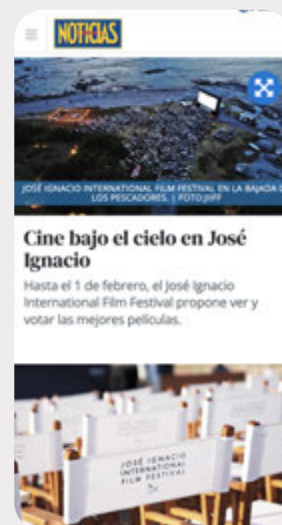 NOTICIAS
JOSÉ IGNACIO INTERNATIONAL FILM FESTIVAL EN LA BAJADA D
LOS PESCADORES. | FOTO:JIIFF
Cine bajo el cielo en José
Ignacio
Hasta el 1 de febrero, el José Ignacio
International Film Festival propone ver y
votar las mejores películas.
JOSÉ IGNACIO
INTERNATIONAL
FILM FESTIVAL